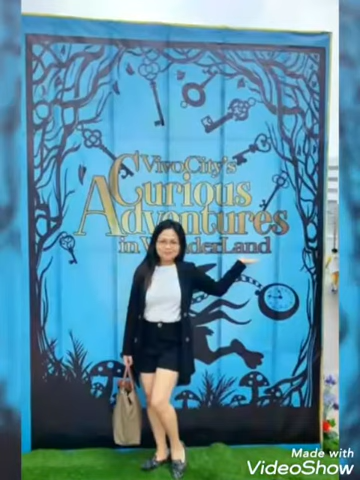 VivoCity's
Curious
Adventures
in WonderLand
Made with
VideoShow